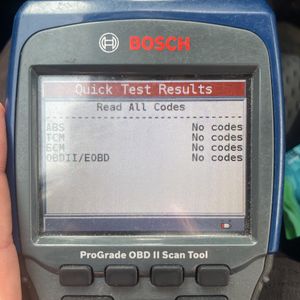 BOSCH
Quick Test Results
Read All Codes
ABS No codes
TCM No codes
ECM No codes
OBDII/EOBD No codes
ProGrade OBD II Scan Tool